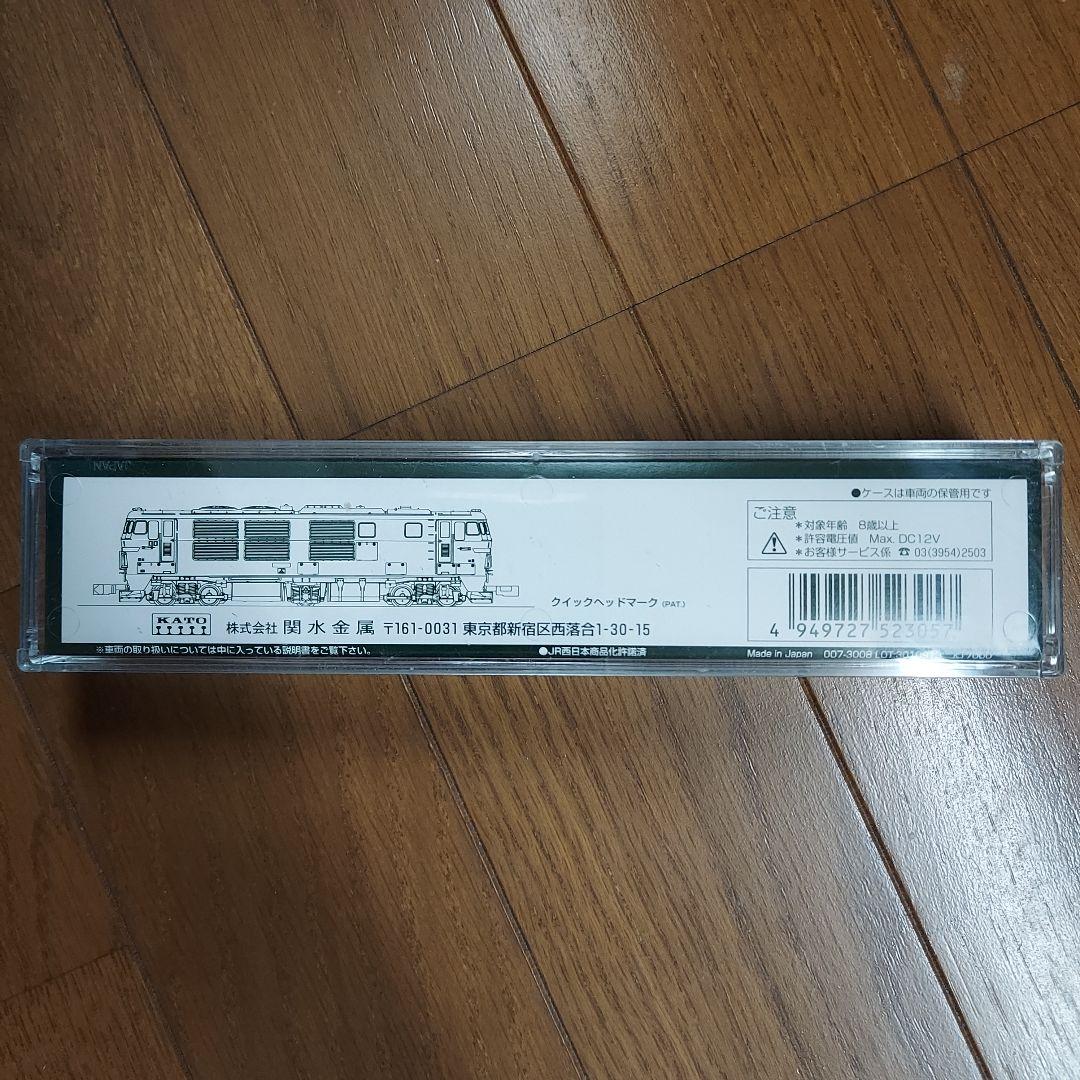 JAPAN
●ケースは車両の保管用です
ご注意
*対象年齢 8歳以上
*許容電圧値 Max. DC12V
*お客様サービス係 ☎ 03(3954)2503
クイックヘッドマーク (PAT.)
KATO
株式会社 関水金属 〒161-0031 東京都新宿区西落合1-30-15
4 949727 523057
※車両の取り扱いについては中に入っている説明書をご覧下さい。
●JR西日本商品化許諾済
Made in Japan 007-3008